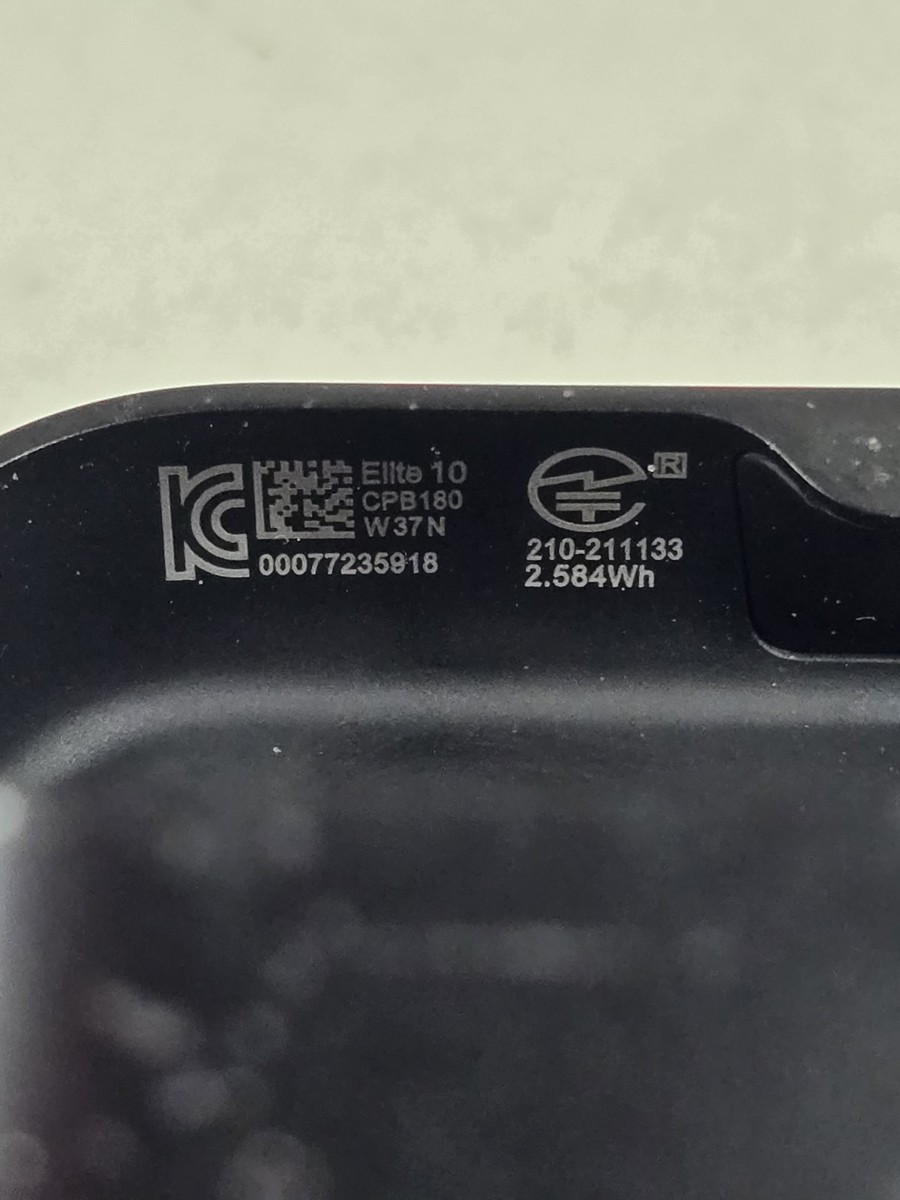 Elite 10
CPB180
W37N
00077235918
R
210-211133
2.584Wh